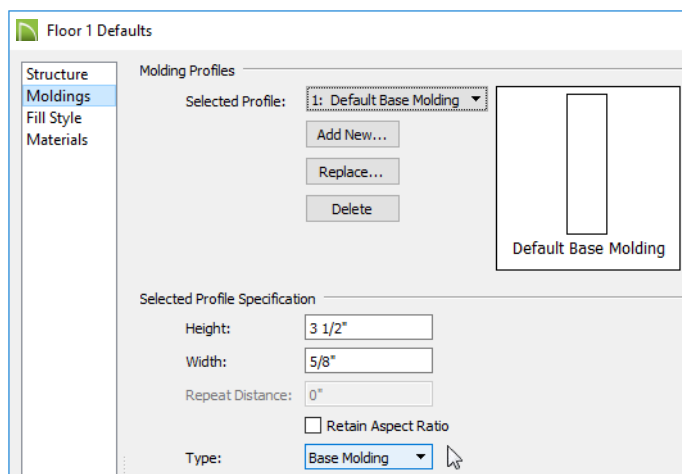 Floor 1 Defaults
Structure
Moldings
Fill Style
Materials
Molding Profiles
Selected Profile: 1: Default Base Molding
Add New...
Replace...
Delete
Default Base Molding
Selected Profile Specification
Height: 3 1/2"
Width: 5/8"
Repeat Distance: 0"
Retain Aspect Ratio
Type: Base Molding